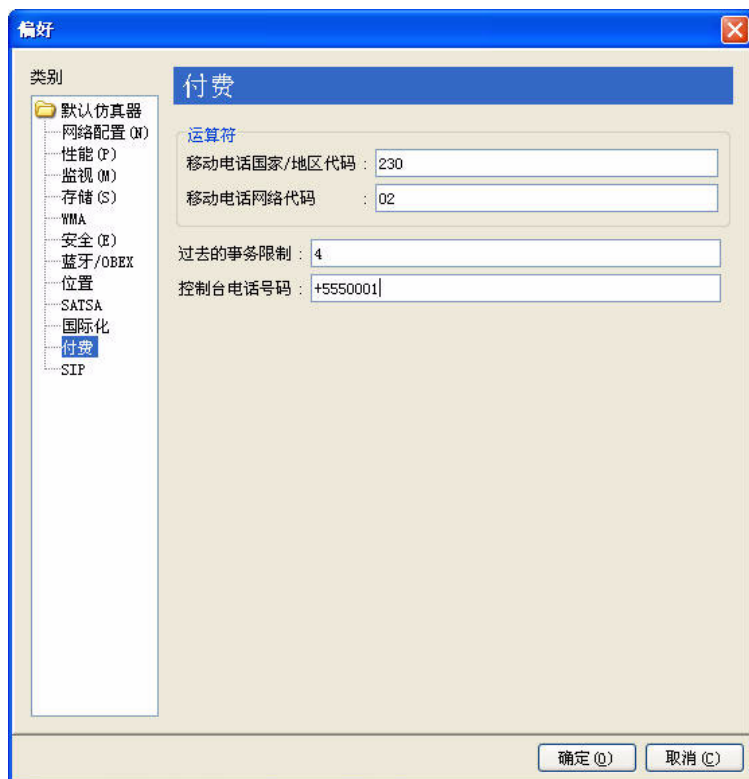 偏好
类别
默认仿真器
网络配置(N)
性能(P)
监视(M)
存储(S)
WMA
安全(E)
蓝牙/OBEX
位置
SATSA
国际化
付费
SIP
付费
运算符
移动电话国家/地区代码 : 230
移动电话网络代码 : 02
过去的事务限制 : 4
控制台电话号码 : +5550001
确定(O) 取消(C)